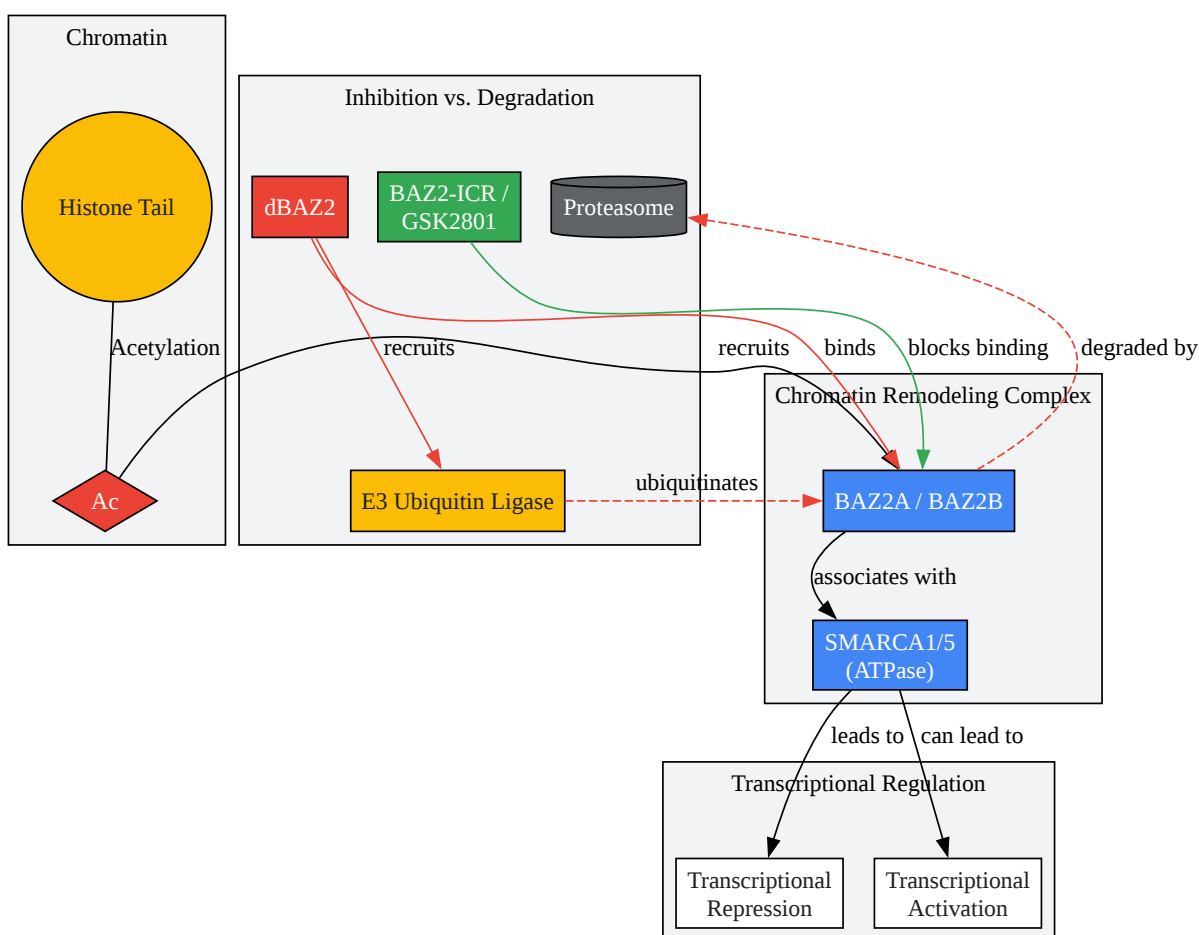 Chromatin
Inhibition vs. Degradation
Histone Tail
dBAZ2
BAZ2-ICR /
GSK2801
Proteasome
Acetylation
recruits
recruits
binds
blocks binding
degraded by
Chromatin Remodeling Complex
Ac
E3 Ubiquitin Ligase
ubiquitinates
BAZ2A / BAZ2B
associates with
SMARCA1/5
(ATPase)
leads to
can lead to
Transcriptional Regulation
Transcriptional
Repression
Transcriptional
Activation